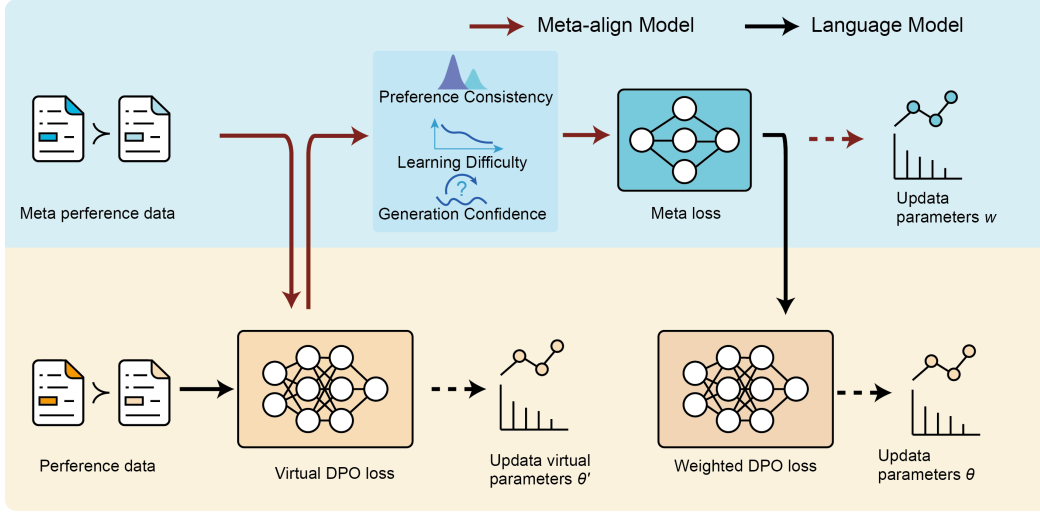 Meta-align Model
Language Model
Preference Consistency
Learning Difficulty
?
Generation Confidence
Meta perference data
Meta loss
Updata
parameters w
Perference data
Virtual DPO loss
Updata virtual
parameters θ'
Weighted DPO loss
Updata
parameters θ